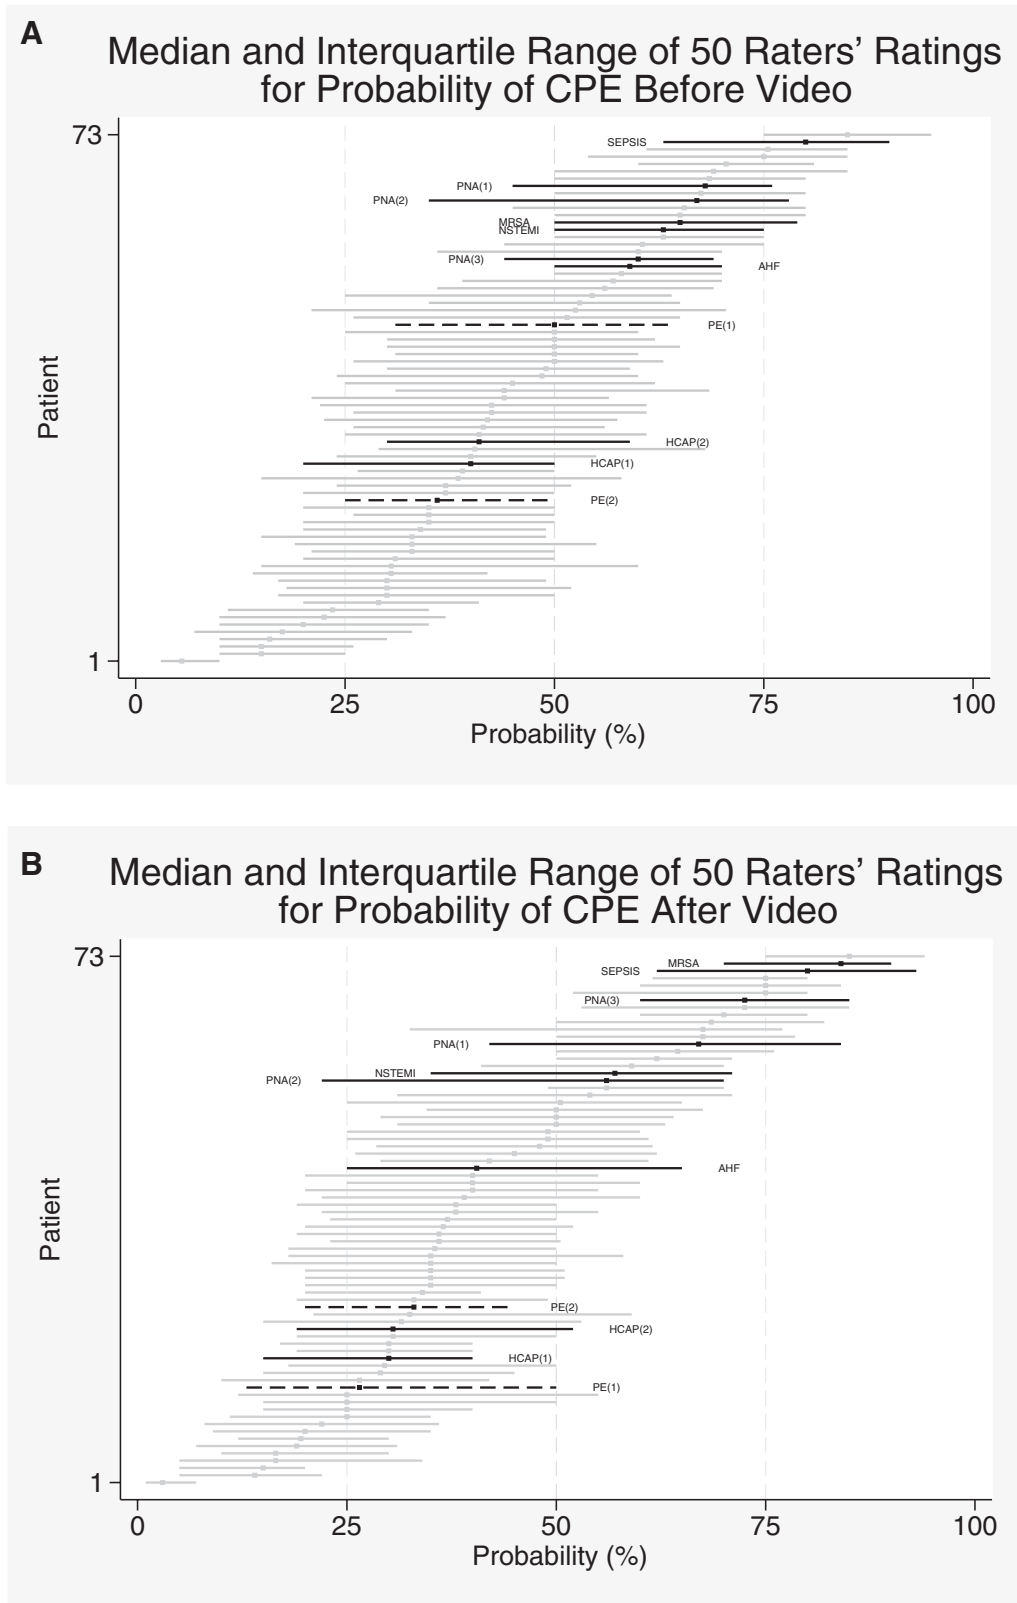 A
Median and Interquartile Range of 50 Raters’ Ratings
for Probability of CPE Before Video
73
SEPSIS
PNA(1)
PNA(2)
MRSA
NSTEMI
PNA(3)
AHF
PE(1)
HCAP(2)
HCAP(1)
PE(2)
Patient
1
0 25 50 75 100
Probability (%)
B
Median and Interquartile Range of 50 Raters’ Ratings
for Probability of CPE After Video
73
MRSA
SEPSIS
PNA(3)
PNA(1)
NSTEMI
PNA(2)
AHF
PE(2)
HCAP(2)
HCAP(1)
PE(1)
Patient
1
0 25 50 75 100
Probability (%)